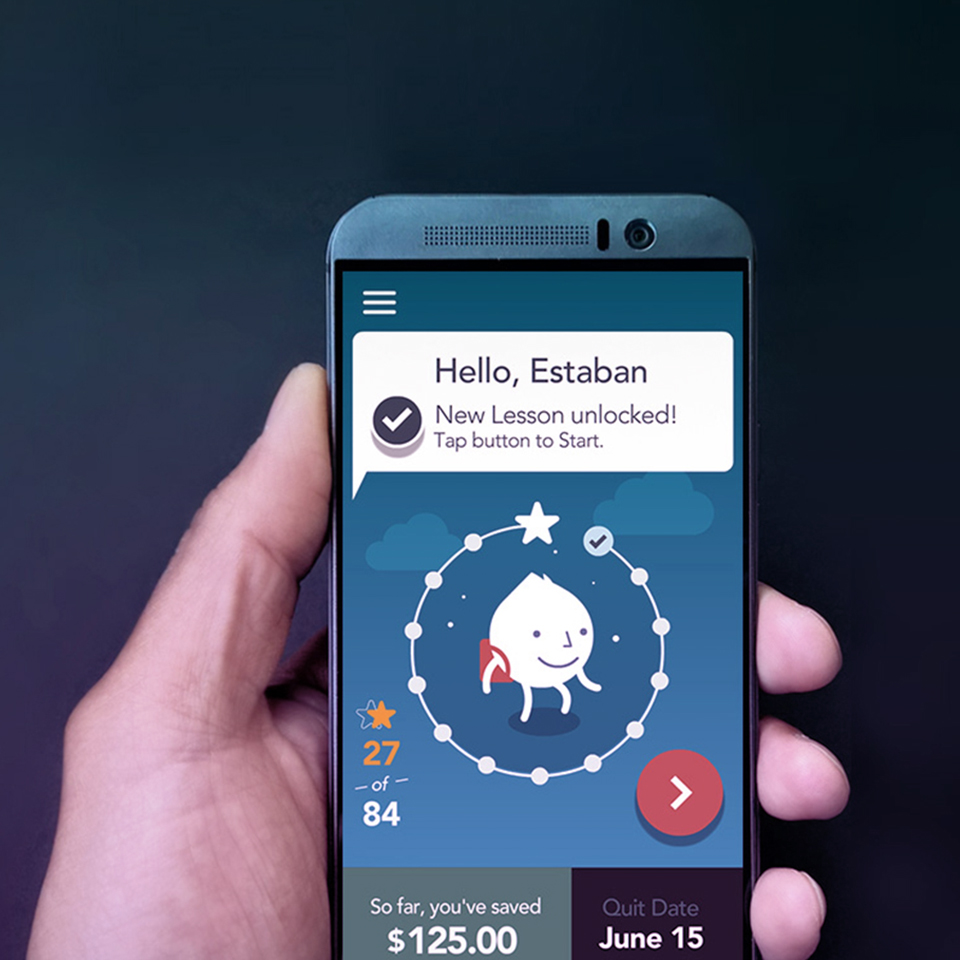 Hello, Estaban
New Lesson unlocked!
Tap button to Start.
27
of
84
So far, you've saved
$125.00
Quit Date
June 15